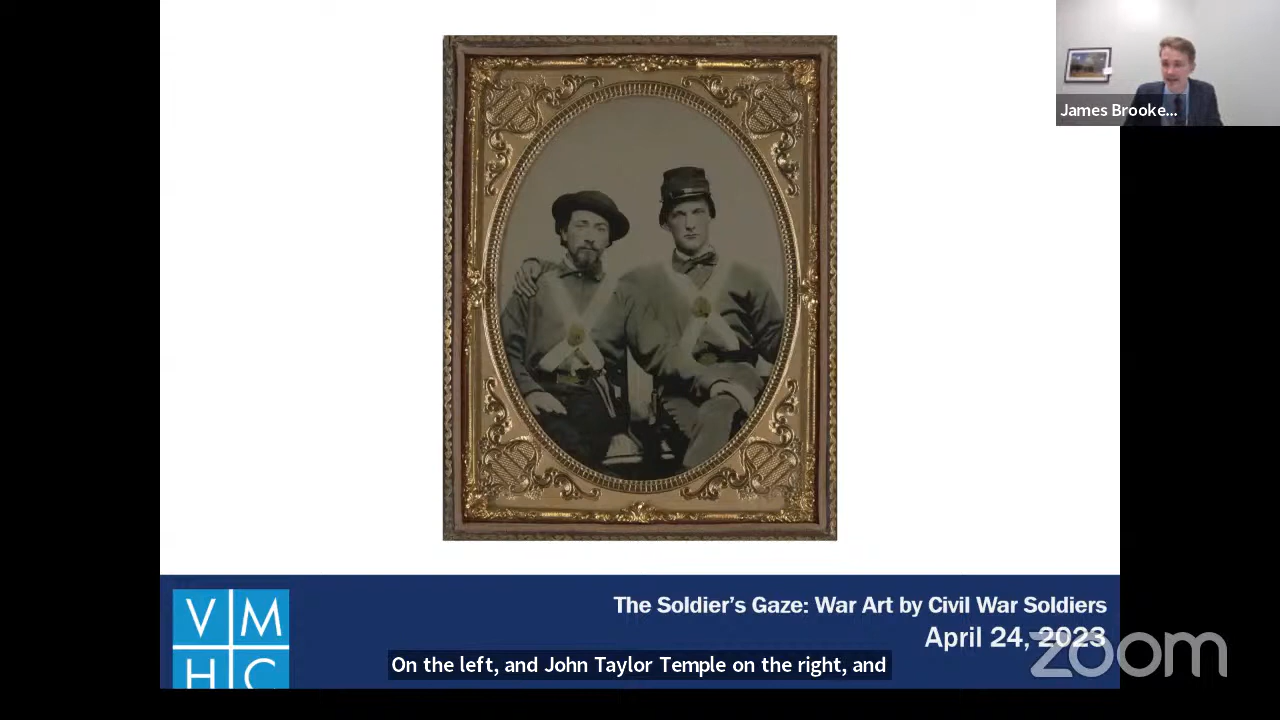 James Brooke...
The Soldier's Gaze: War Art by Civil War Soldiers
April 24, 2023
VM
HC
On the left, and John Taylor Temple on the right, and
zoom